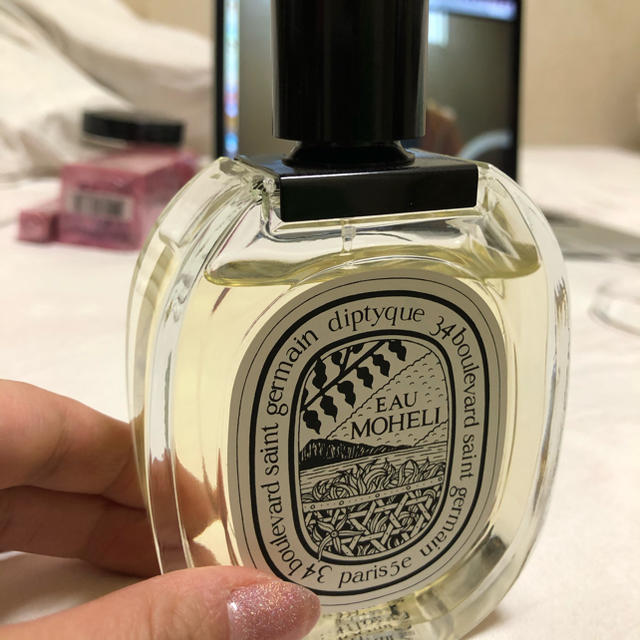 34 boulevard saint germain diptyque 34 boulevard saint germain paris 5e
EAU
MOHELI